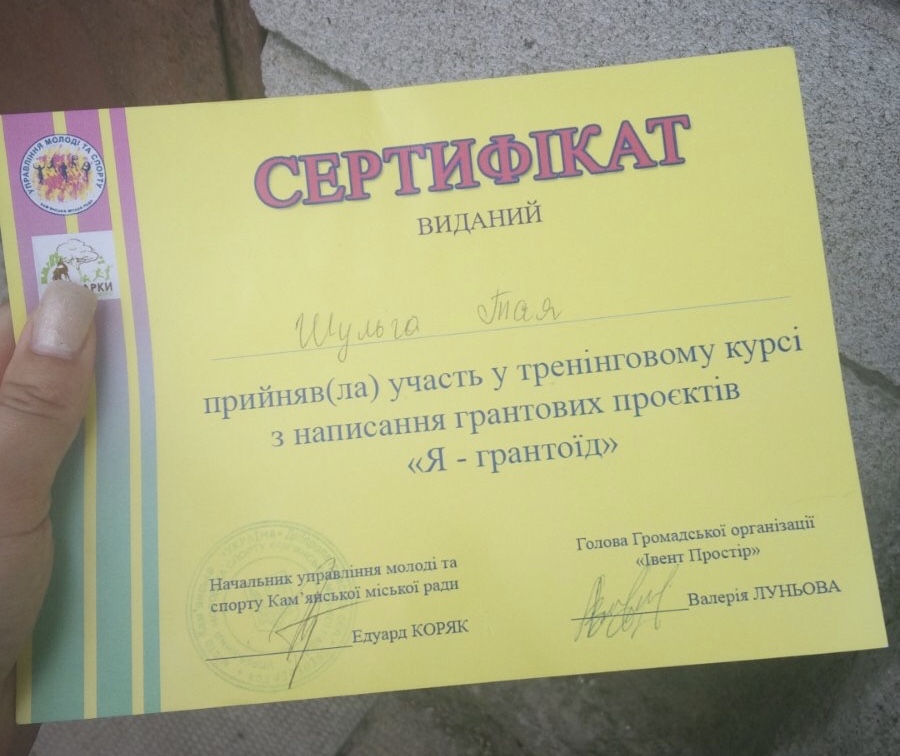 УПРАВЛІННЯ МОЛОДІ ТА СПОРТУ
СЕРТИФІКАТ
ВИДАНИЙ
АРКИ
Шульга Тая
прийняв(ла) участь у тренінговому курсі
з написання грантових проєктів
«Я - грантоїд»
Начальник управління молоді та
спорту Кам’янської міської ради
Едуард КОРЯК
Голова Громадської організації
«Івент Простір»
Валерія ЛУНЬОВА